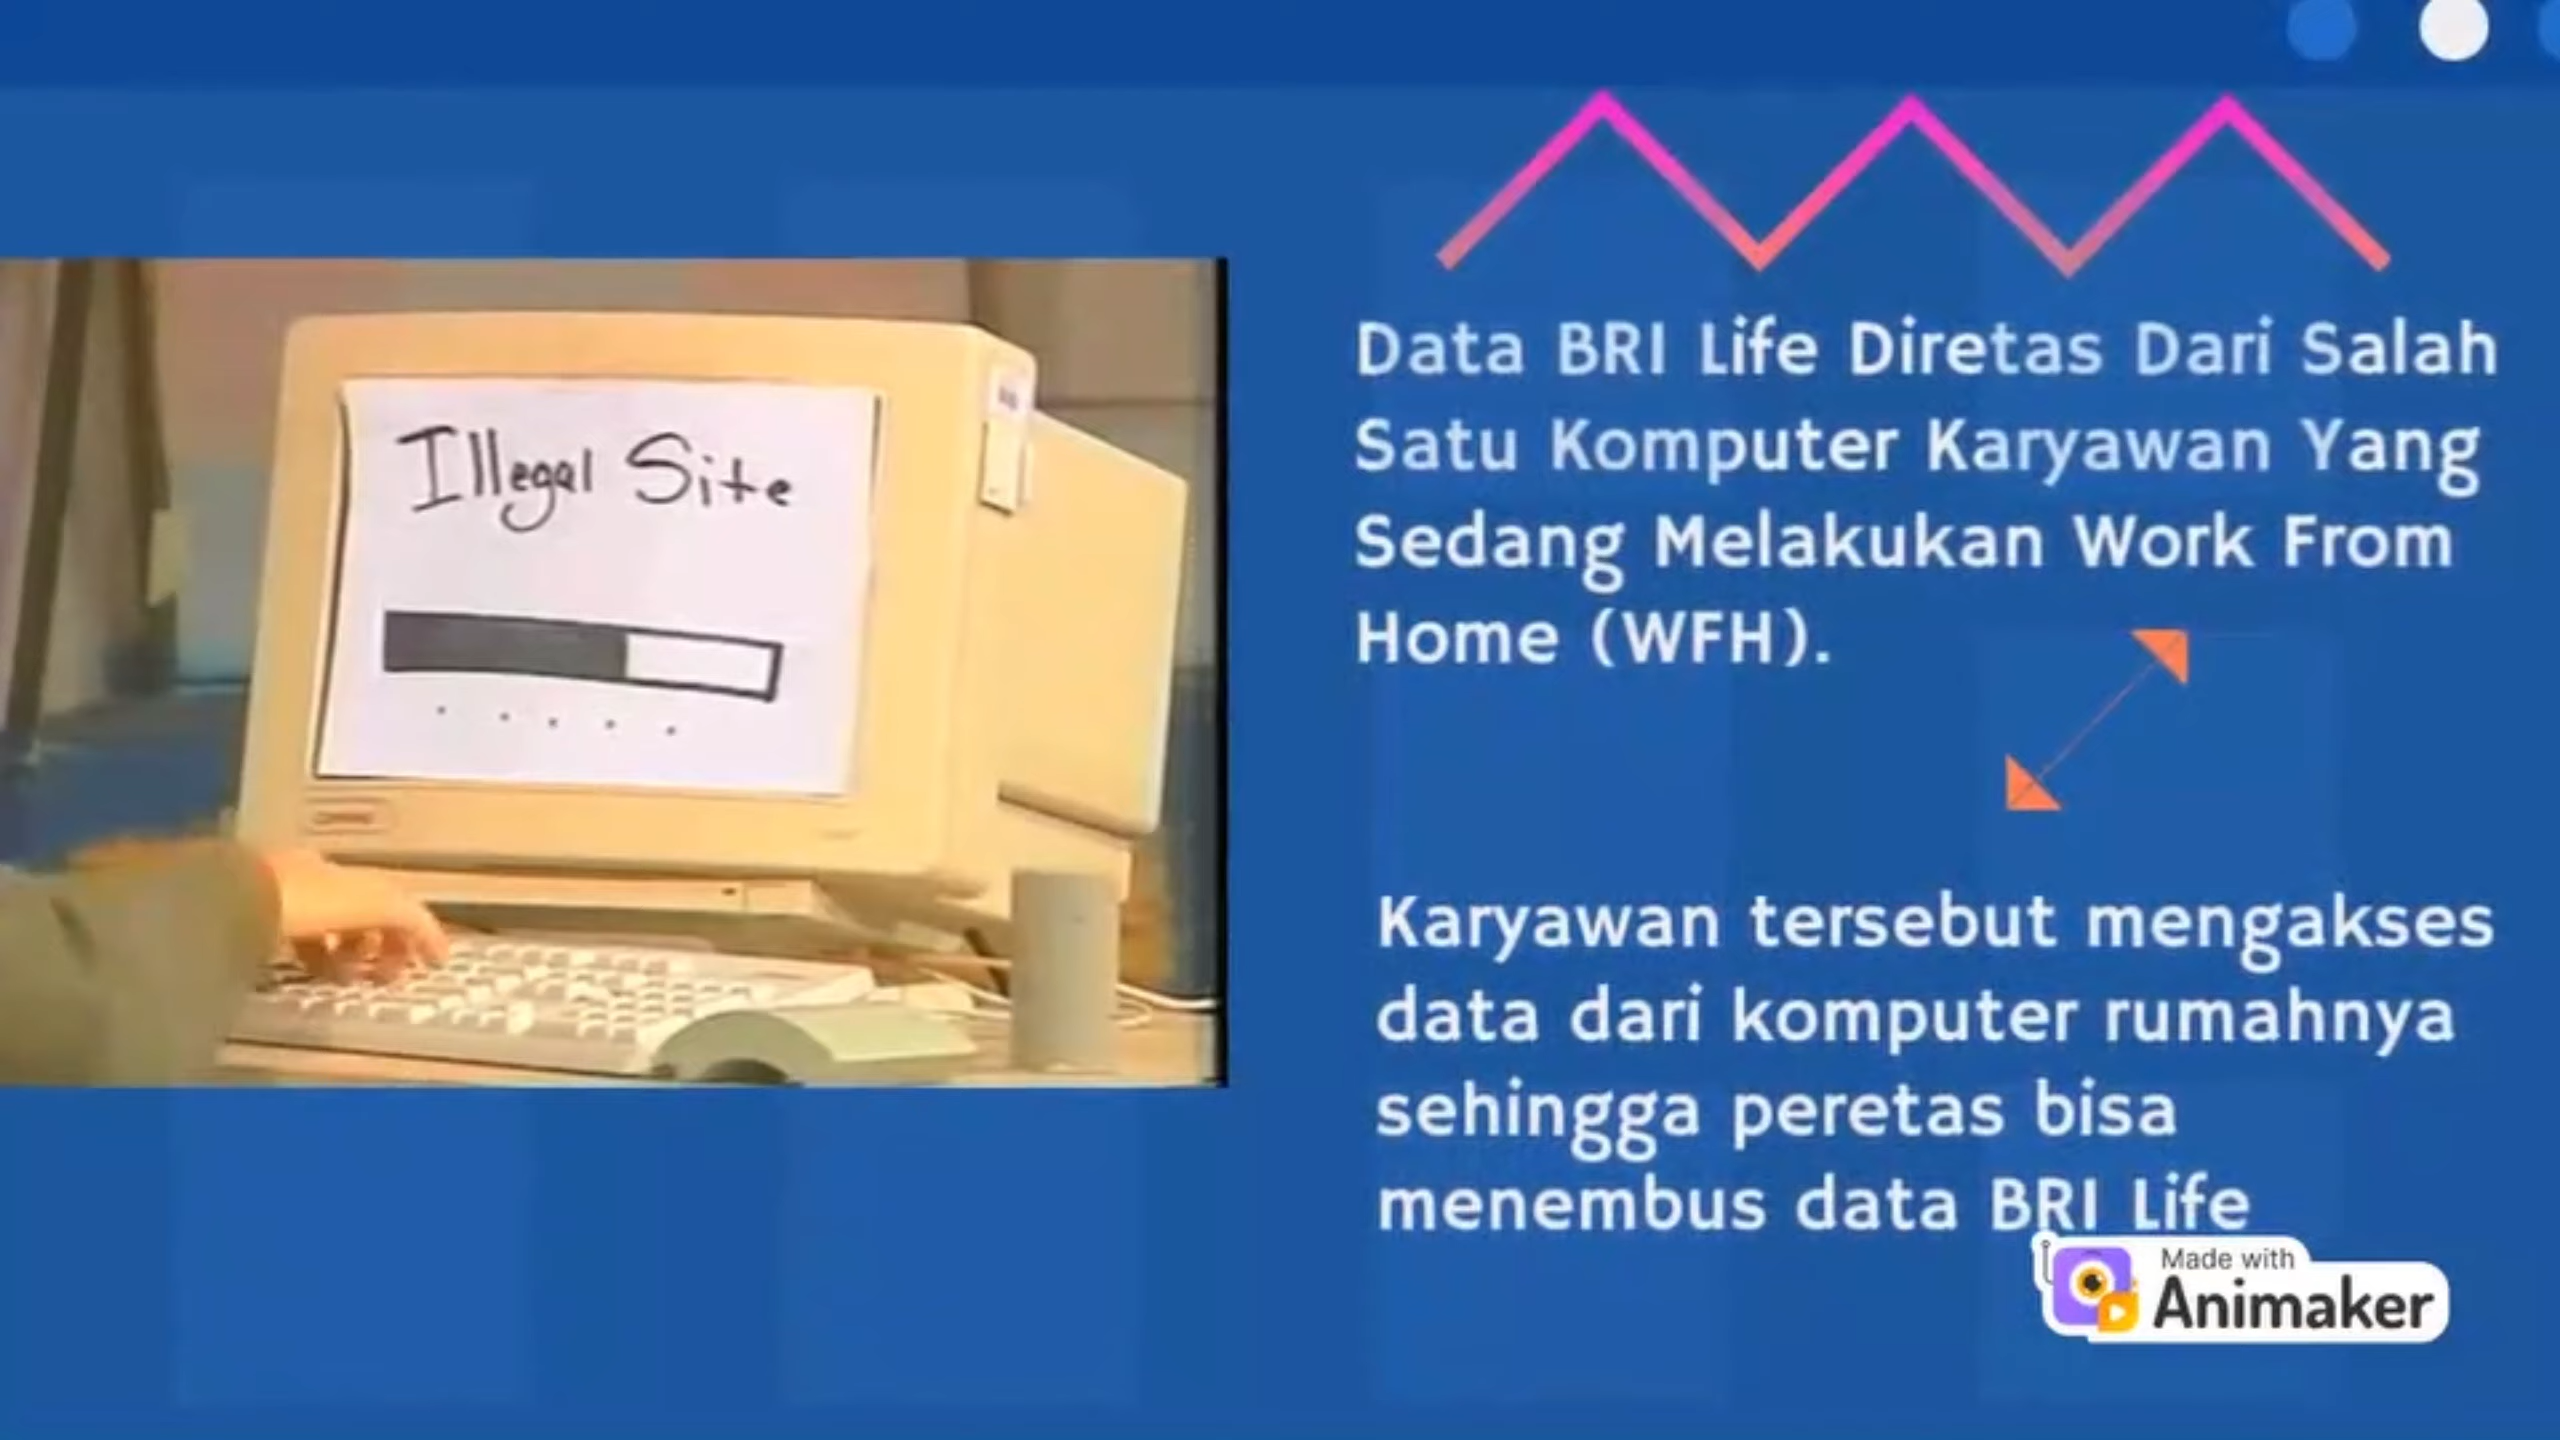 Illegal Site
Data BRI Life Diretas Dari Salah
Satu Komputer Karyawan Yang
Sedang Melakukan Work From
Home (WFH).
Karyawan tersebut mengakses
data dari komputer rumahnya
sehingga peretas bisa
menembus data BRI Life
Made with
Animaker